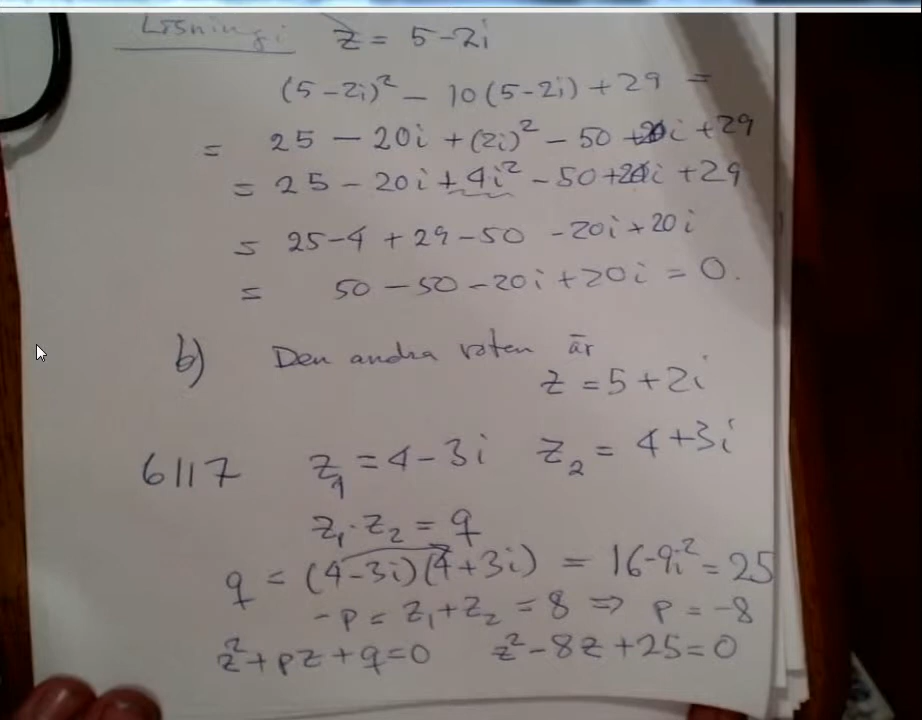 Lösning: z = 5-2i
(5-2i)² - 10(5-2i) + 29 =
= 25 - 20i + (2i)² - 50 + 20i + 29
= 25 - 20i + 4i² - 50 + 20i + 29
= 25-4 + 29-50 -20i+20i
= 50-50-20i+20i = 0.
b) Den andra roten är
z = 5+2i
6117 z₁ = 4-3i z₂ = 4+3i
z₁·z₂ = q
q = (4-3i)(4+3i) = 16-9i² = 25
-p = z₁+z₂ = 8 ⇒ p = -8
z²+pz+q=0 z²-8z+25=0